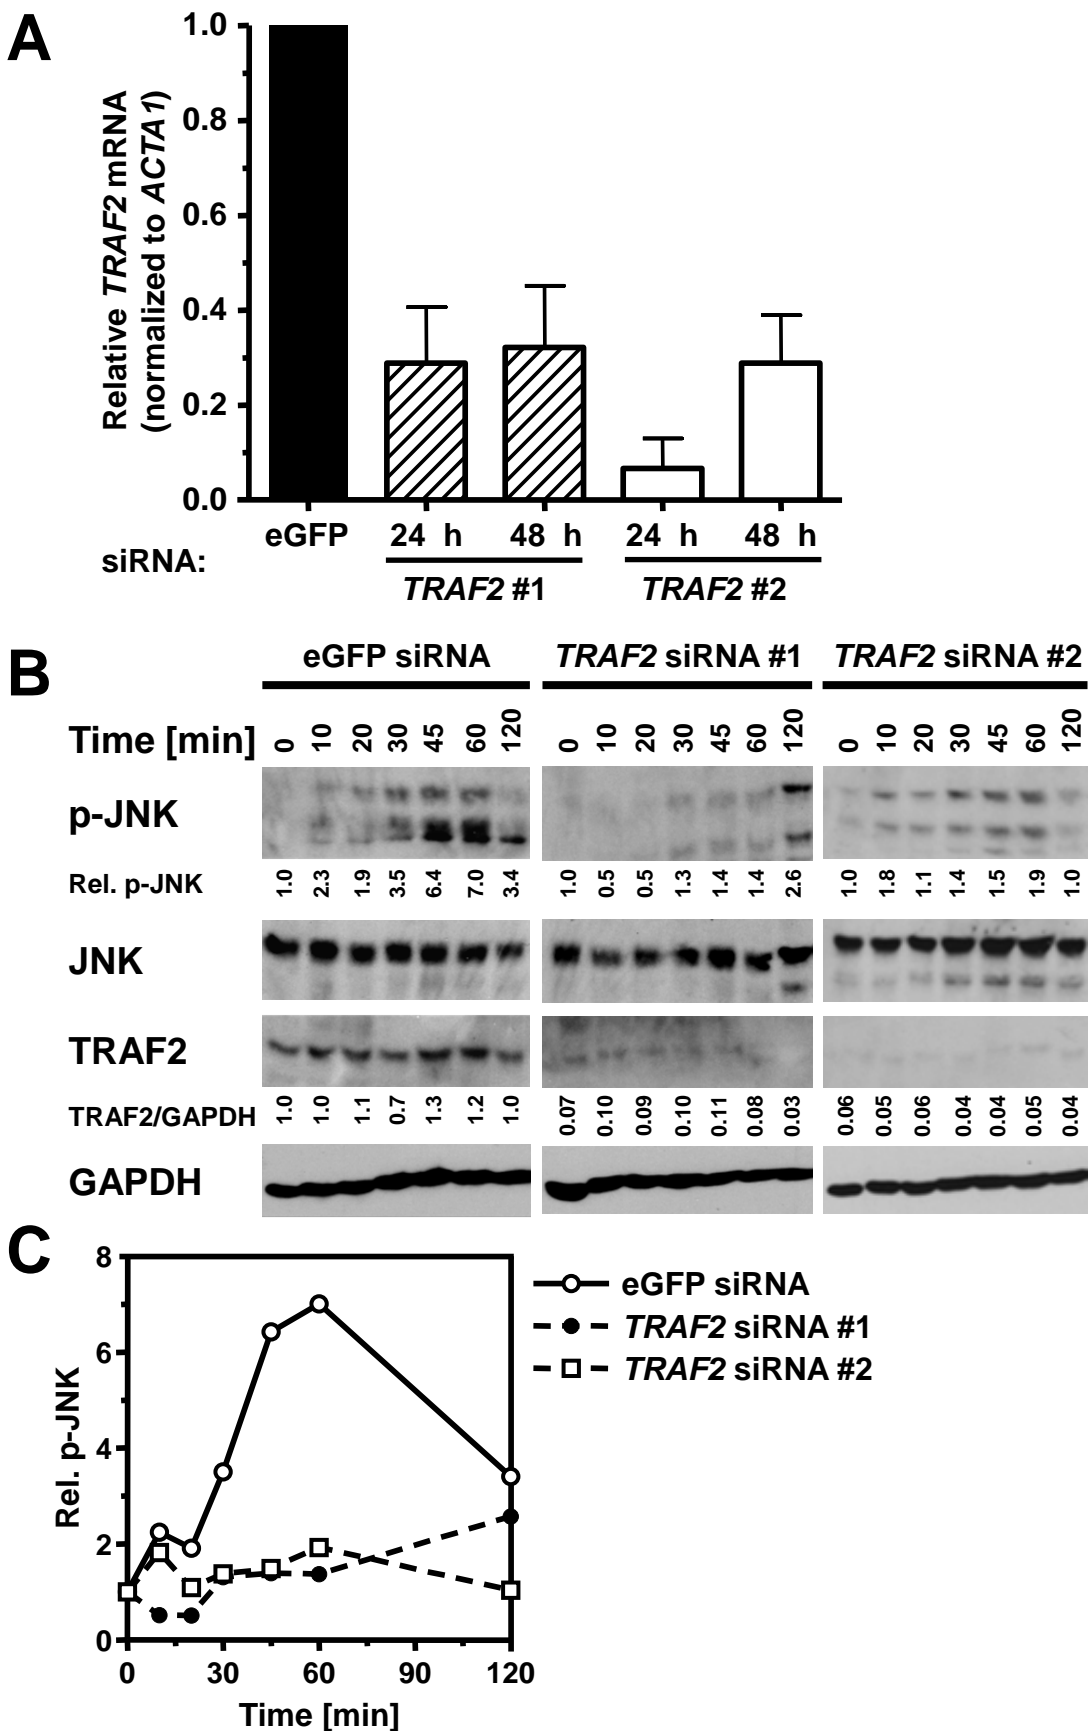 A
Relative TRAF2 mRNA
(normalized to ACTA1)
1.0
0.8
0.6
0.4
0.2
0.0
eGFP 24 h 48 h 24 h 48 h
siRNA:
TRAF2 #1 TRAF2 #2
B
eGFP siRNA TRAF2 siRNA #1 TRAF2 siRNA #2
Time [min] 0 10 20 30 45 60 120 0 10 20 30 45 60 120 0 10 20 30 45 60 120
p-JNK
Rel. p-JNK 1.0 2.3 1.9 3.5 6.4 7.0 3.4 1.0 0.5 0.5 1.3 1.4 1.4 2.6 1.0 1.8 1.1 1.4 1.5 1.9 1.0
JNK
TRAF2
TRAF2/GAPDH 1.0 1.0 1.1 0.7 1.3 1.2 1.0 0.07 0.10 0.09 0.10 0.11 0.08 0.03 0.06 0.05 0.06 0.04 0.04 0.05 0.04
GAPDH
C
Rel. p-JNK
8
6
4
2
0
0 30 60 90 120
Time [min]
eGFP siRNA
TRAF2 siRNA #1
TRAF2 siRNA #2